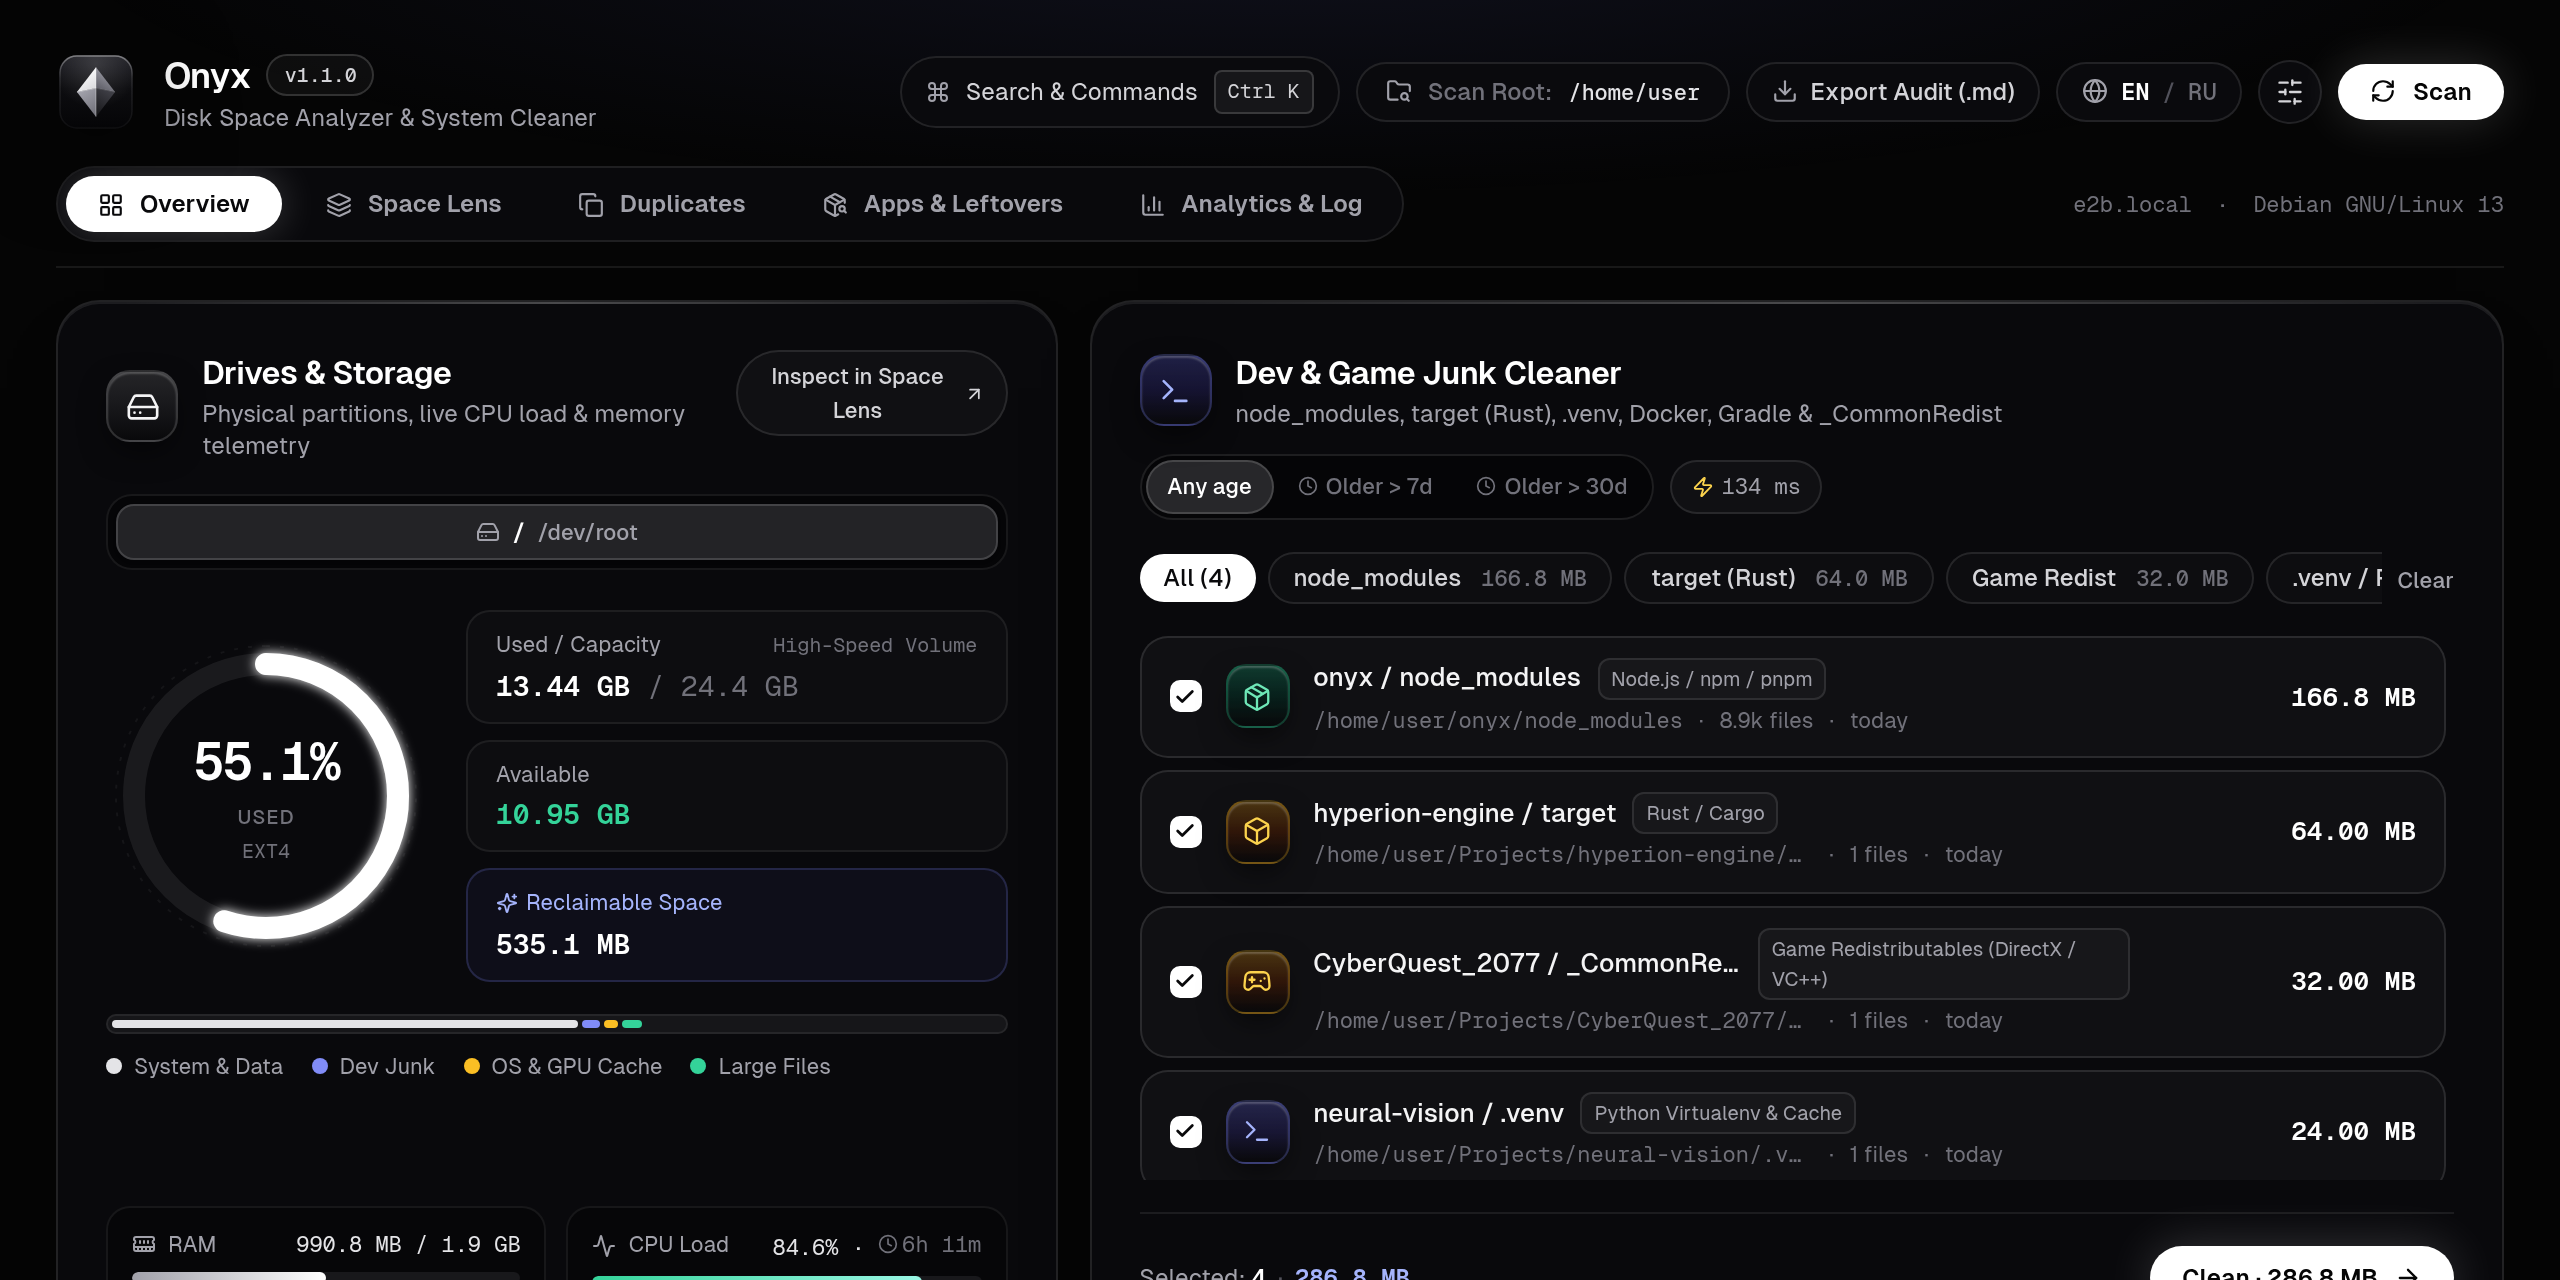 Onyx v1.1.0
Disk Space Analyzer & System Cleaner
Search & Commands Ctrl K
Scan Root: /home/user
Export Audit (.md)
EN / RU
Scan
Overview
Space Lens
Duplicates
Apps & Leftovers
Analytics & Log
e2b.local · Debian GNU/Linux 13
Drives & Storage
Physical partitions, live CPU load & memory
telemetry
Inspect in Space
Lens
/ /dev/root
55.1%
USED
EXT4
Used / Capacity High-Speed Volume
13.44 GB / 24.4 GB
Available
10.95 GB
Reclaimable Space
535.1 MB
System & Data Dev Junk OS & GPU Cache Large Files
RAM 990.8 MB / 1.9 GB
CPU Load 84.6% · 6h 11m
Dev & Game Junk Cleaner
node_modules, target (Rust), .venv, Docker, Gradle & _CommonRedist
Any age Older > 7d Older > 30d 134 ms
All (4) node_modules 166.8 MB target (Rust) 64.0 MB Game Redist 32.0 MB .venv / Clear
onyx / node_modules Node.js / npm / pnpm
/home/user/onyx/node_modules · 8.9k files · today
166.8 MB
hyperion-engine / target Rust / Cargo
/home/user/Projects/hyperion-engine/… · 1 files · today
64.00 MB
CyberQuest_2077 / _CommonRe… Game Redistributables (DirectX /
VC++)
/home/user/Projects/CyberQuest_2077/… · 1 files · today
32.00 MB
neural-vision / .venv Python Virtualenv & Cache
/home/user/Projects/neural-vision/.v… · 1 files · today
24.00 MB
Selected: 4 · 286.8 MB
Clean · 286.8 MB